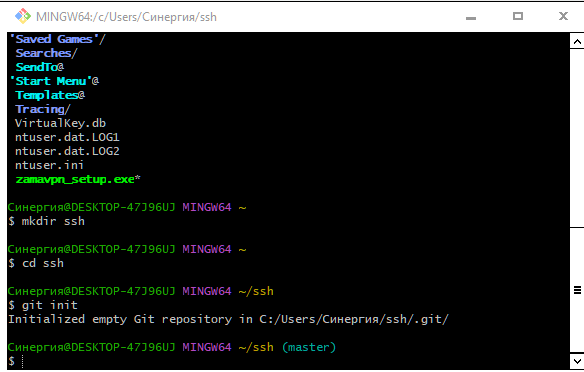 MINGW64:/c/Users/Синергия/ssh
'Saved Games'/
Searches/
SendTo@
'Start Menu'@
Templates@
Tracing/
VirtualKey.db
ntuser.dat.LOG1
ntuser.dat.LOG2
ntuser.ini
zamavpn_setup.exe*
Синергия@DESKTOP-47J96UJ MINGW64 ~
$ mkdir ssh
Синергия@DESKTOP-47J96UJ MINGW64 ~
$ cd ssh
Синергия@DESKTOP-47J96UJ MINGW64 ~/ssh
$ git init
Initialized empty Git repository in C:/Users/Синергия/ssh/.git/
Синергия@DESKTOP-47J96UJ MINGW64 ~/ssh (master)
$